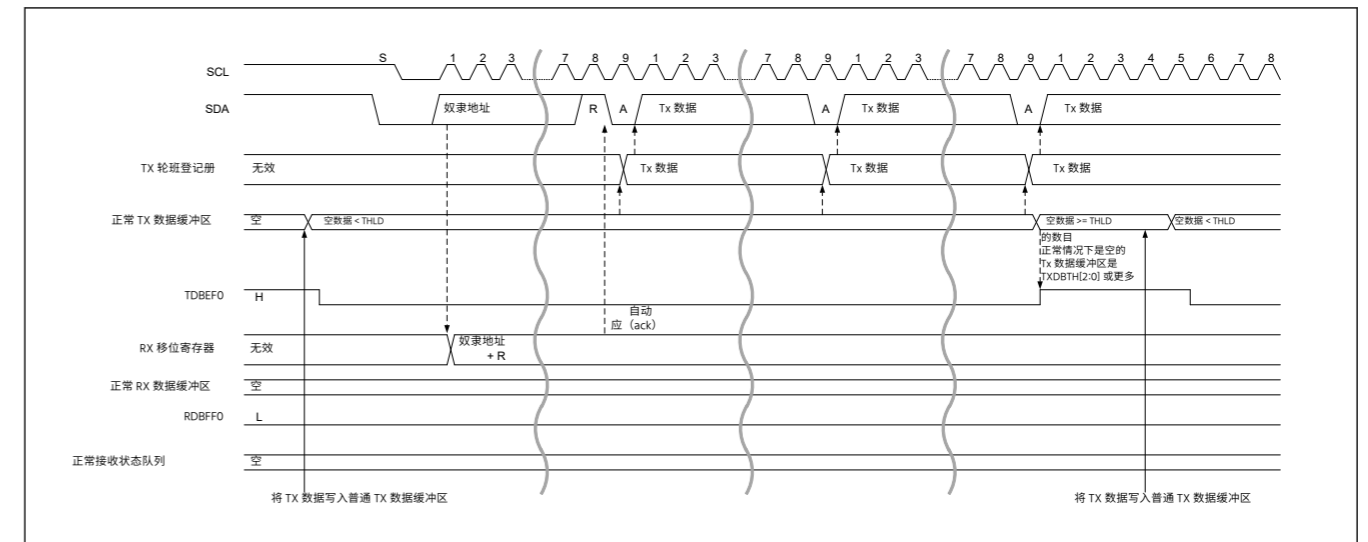 S 1 2 3 7 8 9 1 2 3 7 8 9 1 2 3 7 8 9 1 2 3 4 5 6 7 8
SCL
SDA 奴隶地址 R A Tx 数据 A Tx 数据 A Tx 数据
TX 轮班登记册 无效 Tx 数据 Tx 数据 Tx 数据
正常 TX 数据缓冲区 空 空数据 < THLD 空数据 >= THLD 空数据 < THLD
的数目
正常情况下是空的
Tx 数据缓冲区是
TXDBTH[2:0] 或更多
TDBEF0 H
自动
应（ack）
RX 移位寄存器 无效 奴隶地址
+ R
正常 RX 数据缓冲区 空
RDBFF0 L
正常接收状态队列 空
将 TX 数据写入普通 TX 数据缓冲区 将 TX 数据写入普通 TX 数据缓冲区